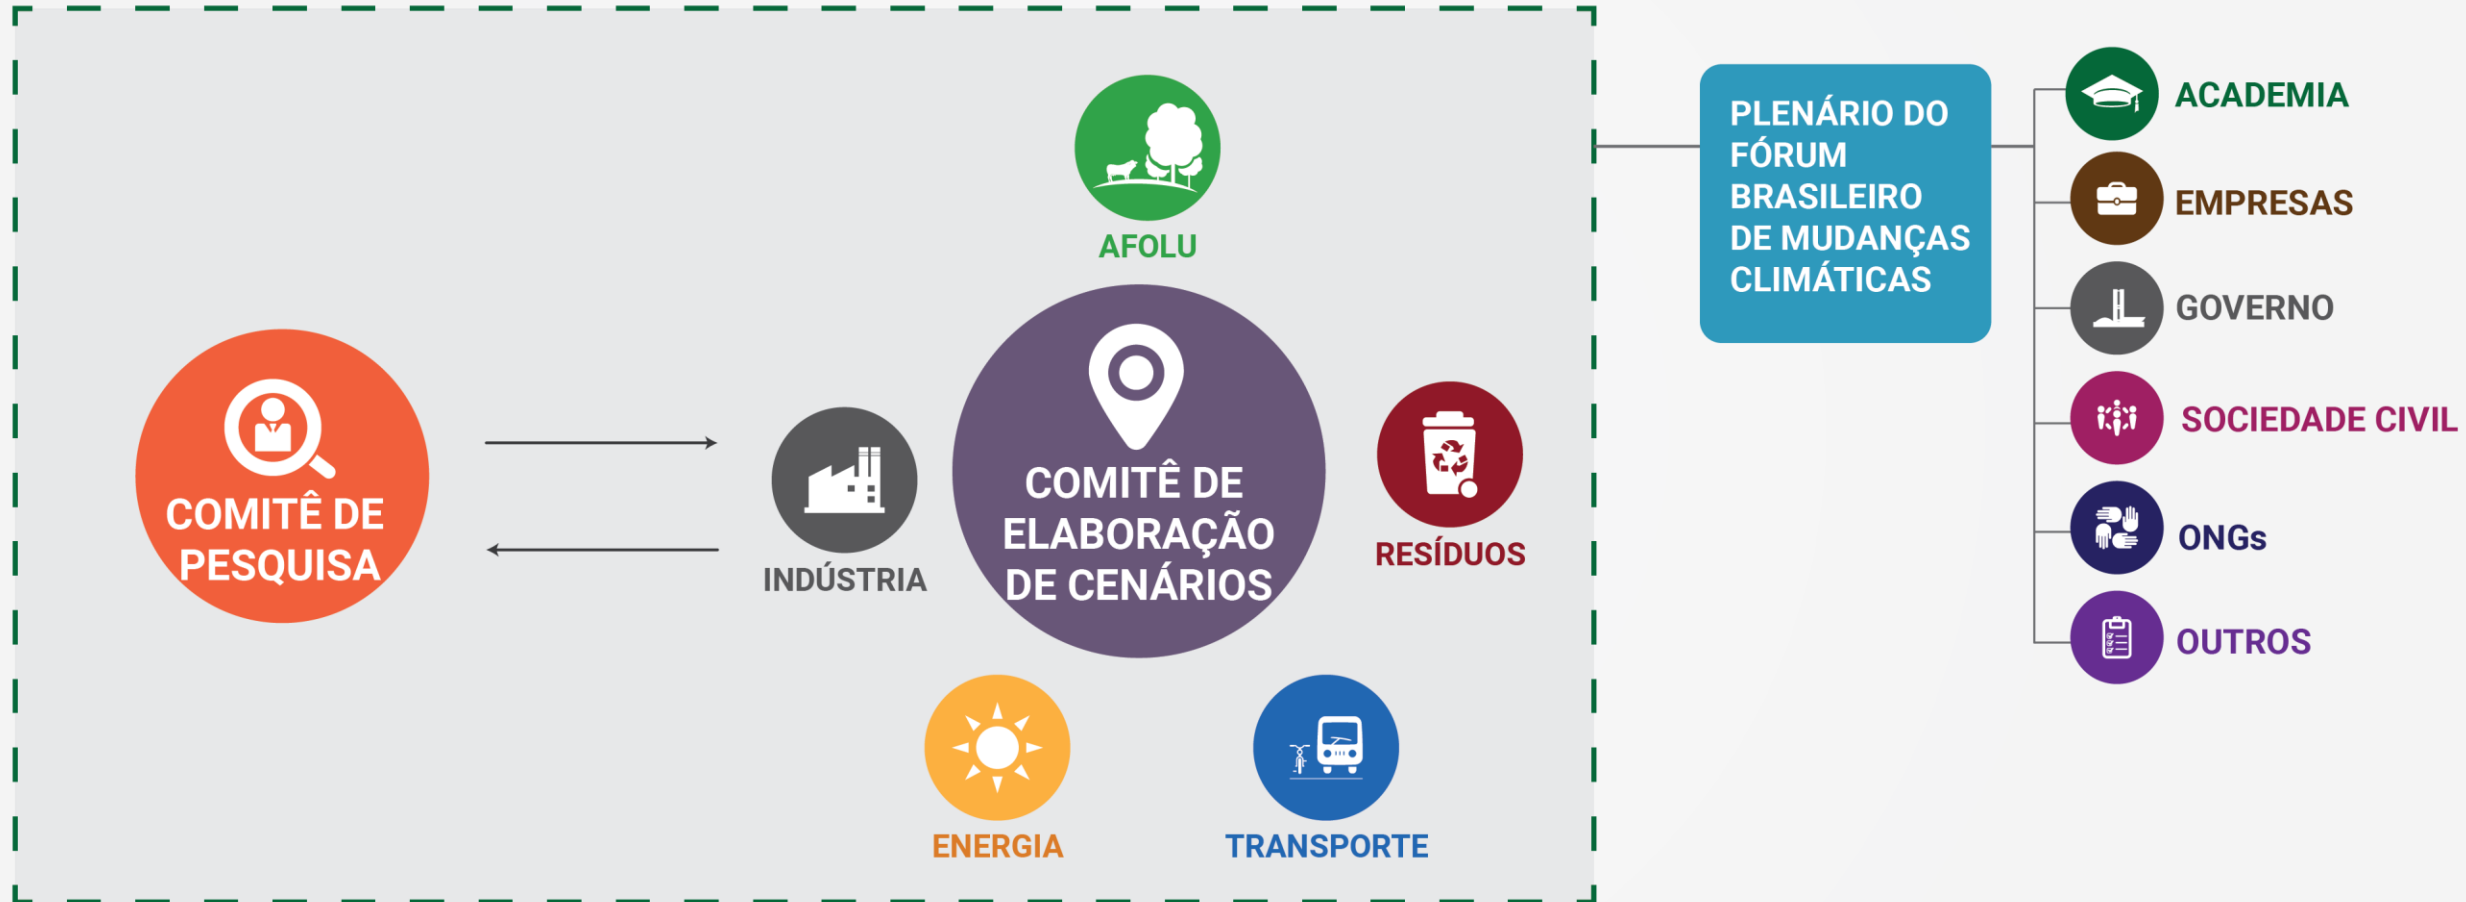 COMITÊ DE
PESQUISA
AFOLU
INDÚSTRIA
COMITÊ DE
ELABORAÇÃO
DE CENÁRIOS
RESÍDUOS
ENERGIA
TRANSPORTE
PLENÁRIO DO
FÓRUM
BRASILEIRO
DE MUDANÇAS
CLIMÁTICAS
ACADEMIA
EMPRESAS
GOVERNO
SOCIEDADE CIVIL
ONGs
OUTROS